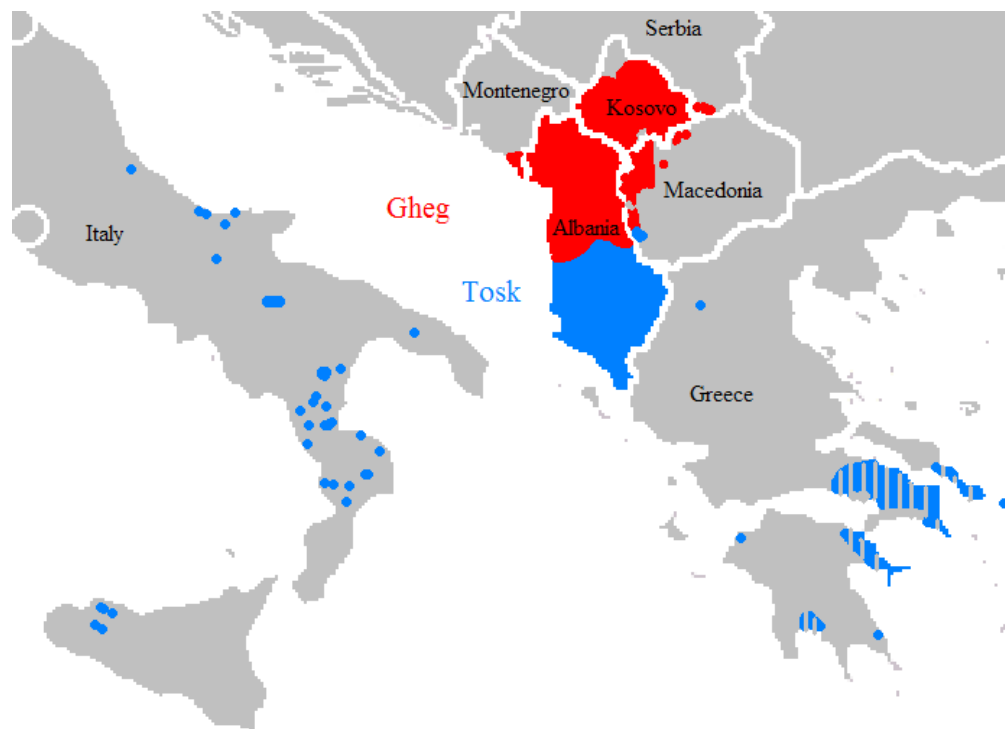 Serbia
Montenegro
Kosovo
Macedonia
Gheg
Italy
Albania
Tosk
Greece